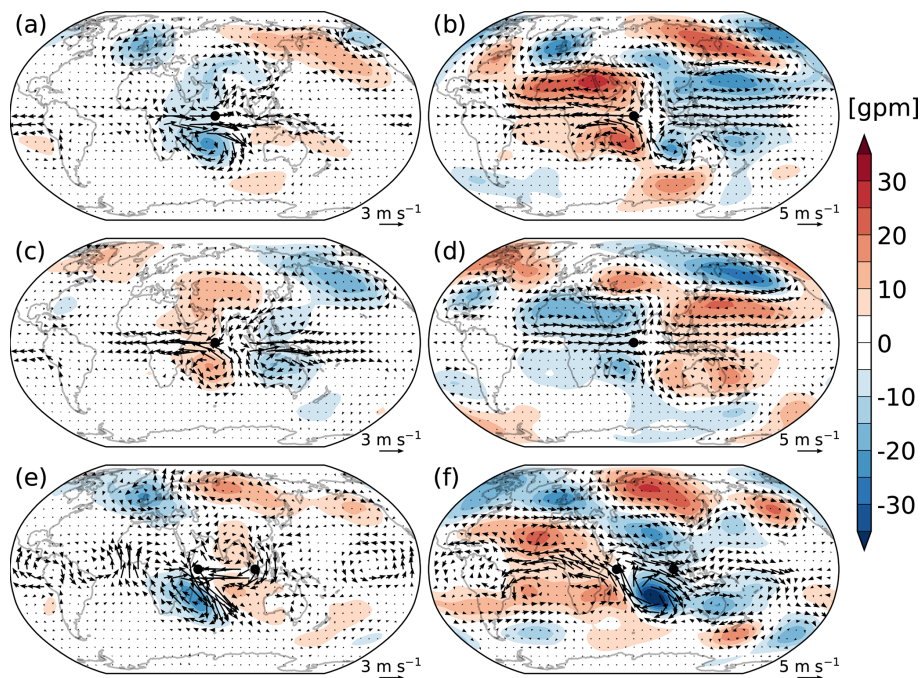 (a) (b)
[gpm]
3 m s⁻¹ 5 m s⁻¹
(c) (d)
3 m s⁻¹ 5 m s⁻¹
(e) (f)
3 m s⁻¹ 5 m s⁻¹
30
20
10
0
-10
-20
-30